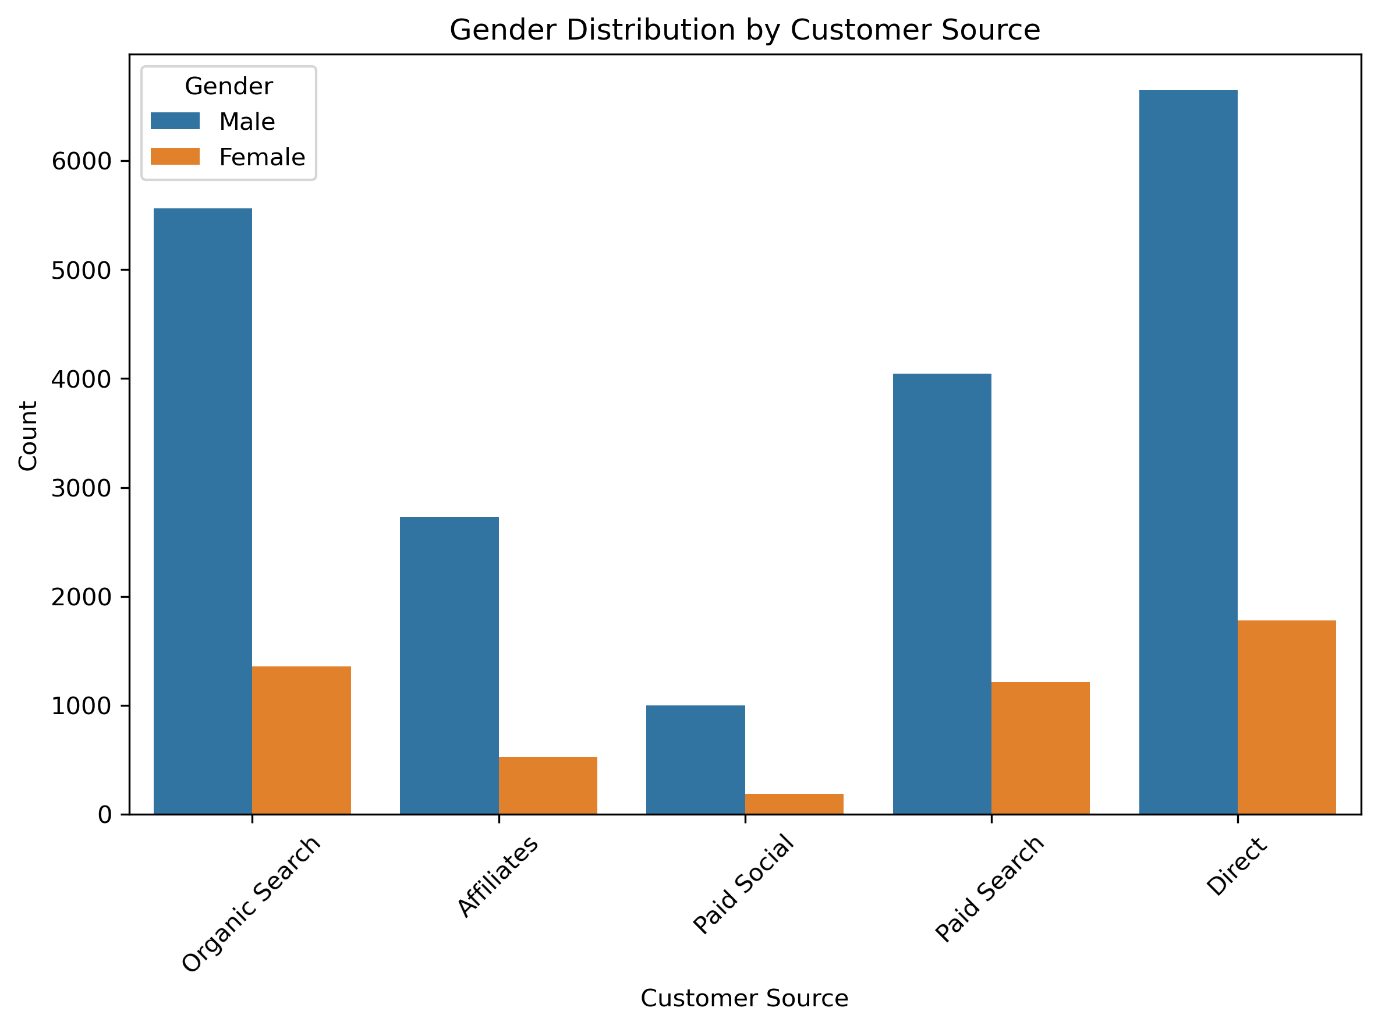 Gender Distribution by Customer Source
Gender
Male
Female
6000
5000
4000
3000
2000
1000
0
Count
Organic Search
Affiliates
Paid Social
Paid Search
Direct
Customer Source